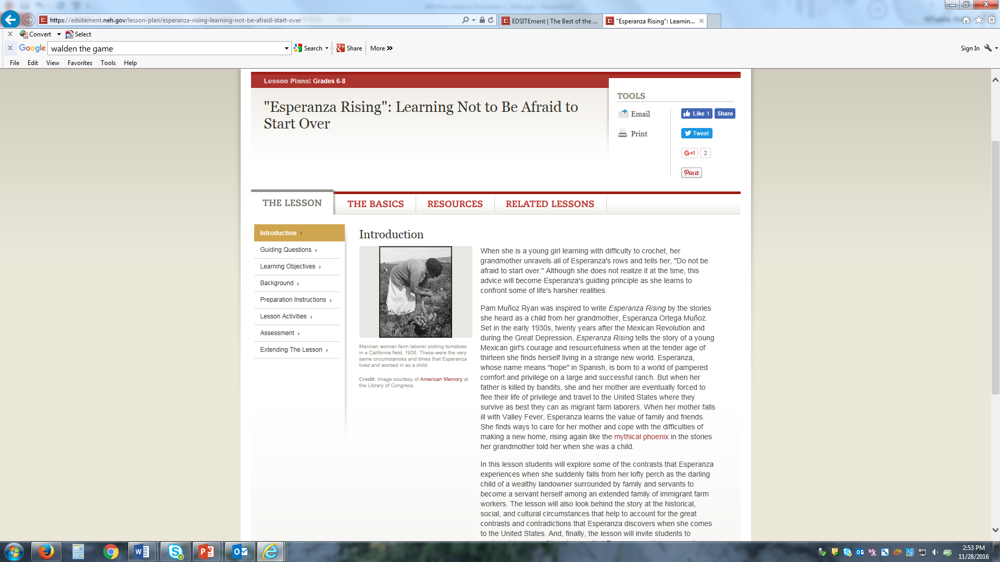 https://edsitement.neh.gov/lesson-plan/esperanza-rising-learning-not-be-afraid-start-over
EDSITEment | The Best of the ...
"Esperanza Rising": Learnin...
Convert
Select
Google
walden the game
Search
Share
More
Sign In
File Edit View Favorites Tools Help
Lesson Plans: Grades 6-8
"Esperanza Rising": Learning Not to Be Afraid to
Start Over
TOOLS
Email
Print
Like 1
Share
Tweet
G+1
2
Pin it
THE LESSON
THE BASICS
RESOURCES
RELATED LESSONS
Introduction ›
Guiding Questions ›
Learning Objectives ›
Background ›
Preparation Instructions ›
Lesson Activities ›
Assessment ›
Extending The Lesson ›
Introduction
Mexican woman farm laborer picking tomatoes
in a California field, 1938. These were the very
same circumstances and times that Esperanza
lived and worked in as a child.
Credit: Image courtesy of American Memory at
the Library of Congress.
When she is a young girl learning with difficulty to crochet, her
grandmother unravels all of Esperanza's rows and tells her, "Do not be
afraid to start over." Although she does not realize it at the time, this
advice will become Esperanza's guiding principle as she learns to
confront some of life's harsher realities.
Pam Muñoz Ryan was inspired to write Esperanza Rising by the stories
she heard as a child from her grandmother, Esperanza Ortega Muñoz.
Set in the early 1930s, twenty years after the Mexican Revolution and
during the Great Depression, Esperanza Rising tells the story of a young
Mexican girl's courage and resourcefulness when at the tender age of
thirteen she finds herself living in a strange new world. Esperanza,
whose name means "hope" in Spanish, is born to a world of pampered
comfort and privilege on a large and successful ranch. But when her
father is killed by bandits, she and her mother are eventually forced to
flee their life of privilege and travel to the United States where they
survive as best they can as migrant farm laborers. When her mother falls
ill with Valley Fever, Esperanza learns the value of family and friends.
She finds ways to care for her mother and cope with the difficulties of
making a new home, rising again like the mythical phoenix in the stories
her grandmother told her when she was a child.
In this lesson students will explore some of the contrasts that Esperanza
experiences when she suddenly falls from her lofty perch as the darling
child of a wealthy landowner surrounded by family and servants to
become a servant herself among an extended family of immigrant farm
workers. The lesson will also look behind the story at the historical,
social, and cultural circumstances that help to account for the great
contrasts and contradictions that Esperanza discovers when she comes
to the United States. And, finally, the lesson will invite students to
2:53 PM
11/28/2016